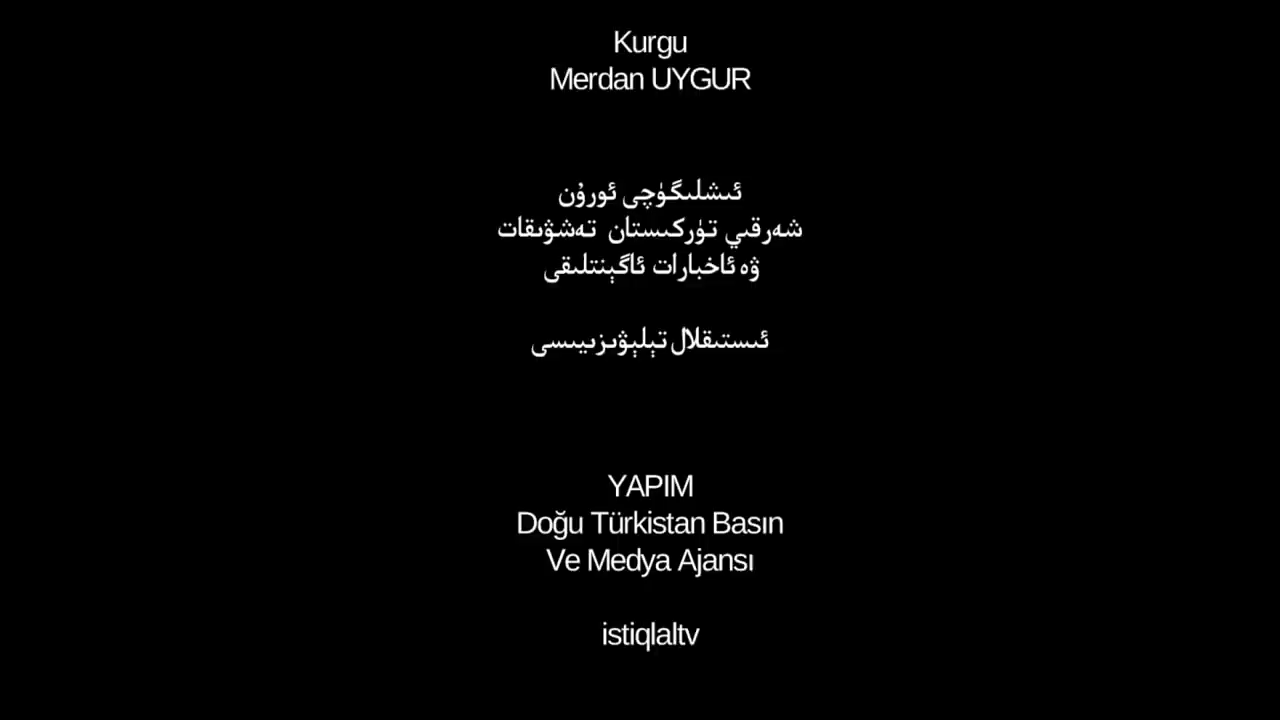 Kurgu
Merdan UYGUR
ئىشلىگۈچى ئورۇن
شەرقىي تۈركىستان تەشۋىقات
ۋە ئاخبارات ئاگېنتلىقى
ئىستىقلال تېلېۋىزىيىسى
YAPIM
Doğu Türkistan Basın
Ve Medya Ajansı
istiqlaltv